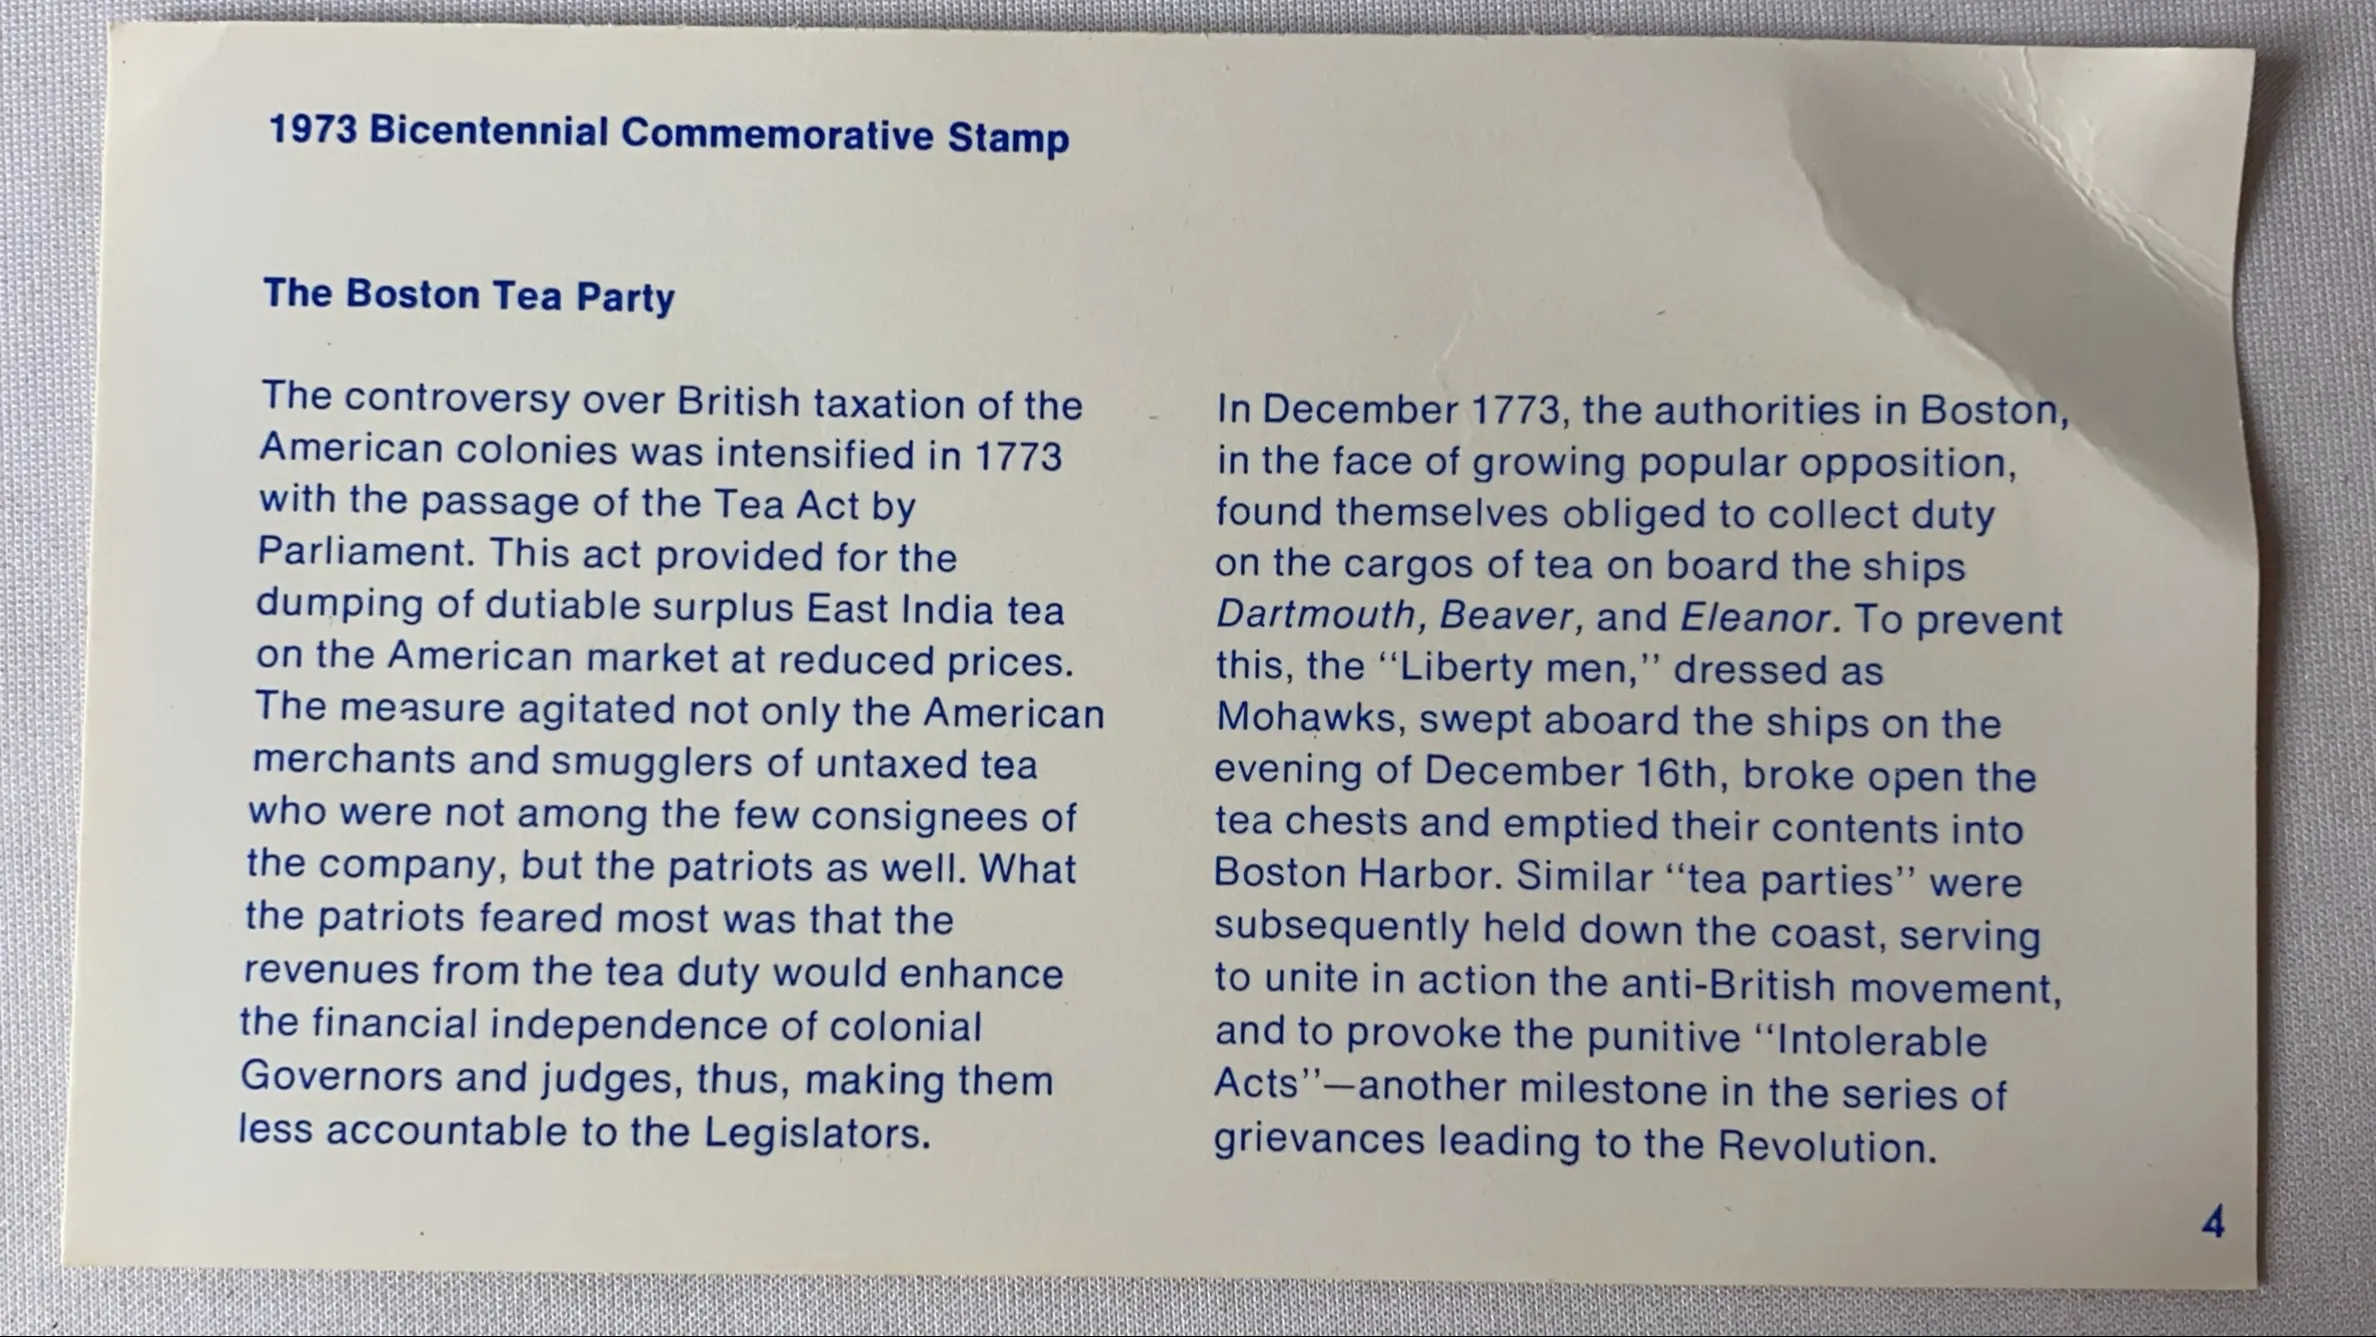 1973 Bicentennial Commemorative Stamp
The Boston Tea Party
The controversy over British taxation of the
American colonies was intensified in 1773
with the passage of the Tea Act by
Parliament. This act provided for the
dumping of dutiable surplus East India tea
on the American market at reduced prices.
The measure agitated not only the American
merchants and smugglers of untaxed tea
who were not among the few consignees of
the company, but the patriots as well. What
the patriots feared most was that the
revenues from the tea duty would enhance
the financial independence of colonial
Governors and judges, thus, making them
less accountable to the Legislators.
In December 1773, the authorities in Boston,
in the face of growing popular opposition,
found themselves obliged to collect duty
on the cargos of tea on board the ships
Dartmouth, Beaver, and Eleanor. To prevent
this, the “Liberty men,” dressed as
Mohawks, swept aboard the ships on the
evening of December 16th, broke open the
tea chests and emptied their contents into
Boston Harbor. Similar “tea parties” were
subsequently held down the coast, serving
to unite in action the anti-British movement,
and to provoke the punitive “Intolerable
Acts”—another milestone in the series of
grievances leading to the Revolution.
4